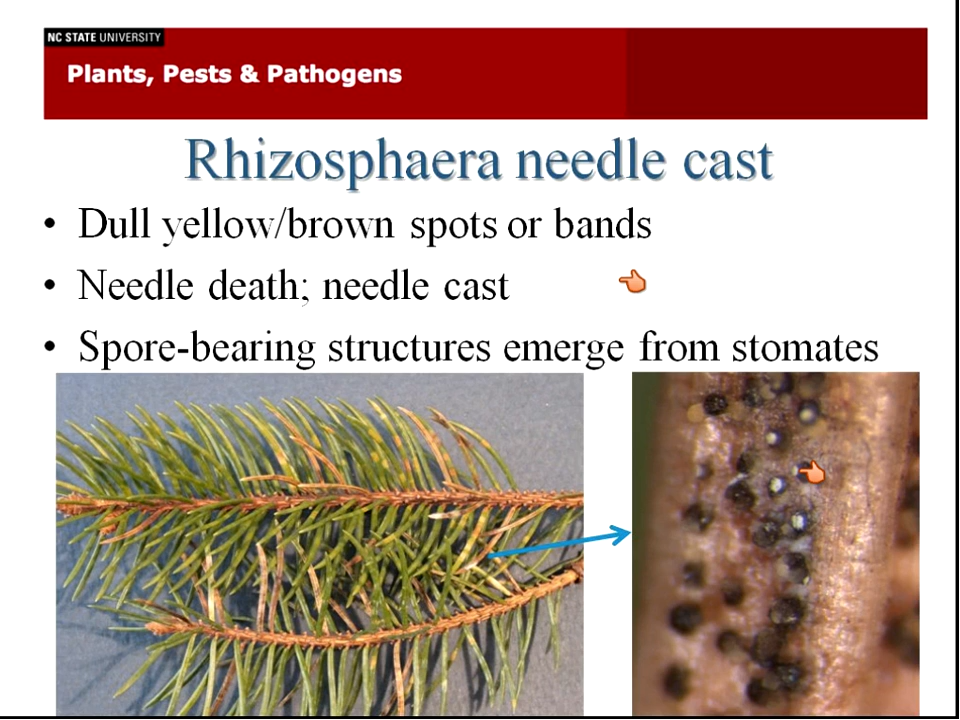 NC STATE UNIVERSITY
Plants, Pests & Pathogens
Rhizosphaera needle cast
• Dull yellow/brown spots or bands
• Needle death; needle cast
• Spore-bearing structures emerge from stomates